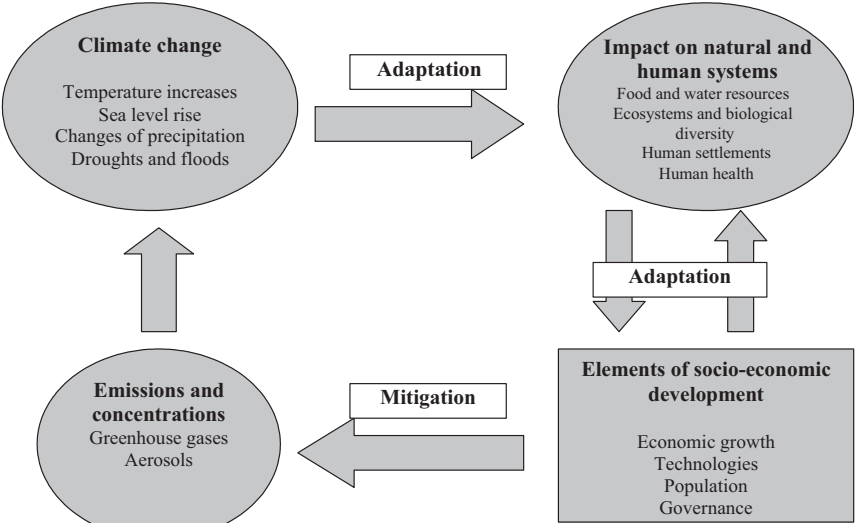 Climate change
Temperature increases
Sea level rise
Changes of precipitation
Droughts and floods
Adaptation
Impact on natural and
human systems
Food and water resources
Ecosystems and biological
diversity
Human settlements
Human health
Adaptation
Emissions and
concentrations
Greenhouse gases
Aerosols
Mitigation
Elements of socio-economic
development
Economic growth
Technologies
Population
Governance